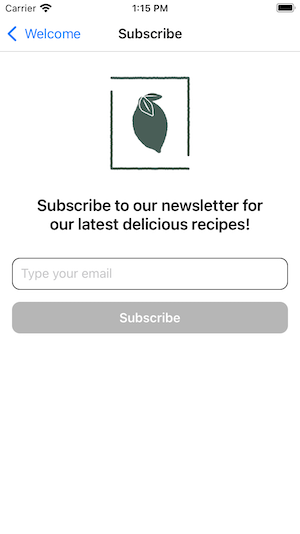 Carrier 1:15 PM
Welcome Subscribe
Subscribe to our newsletter for
our latest delicious recipes!
Type your email
Subscribe